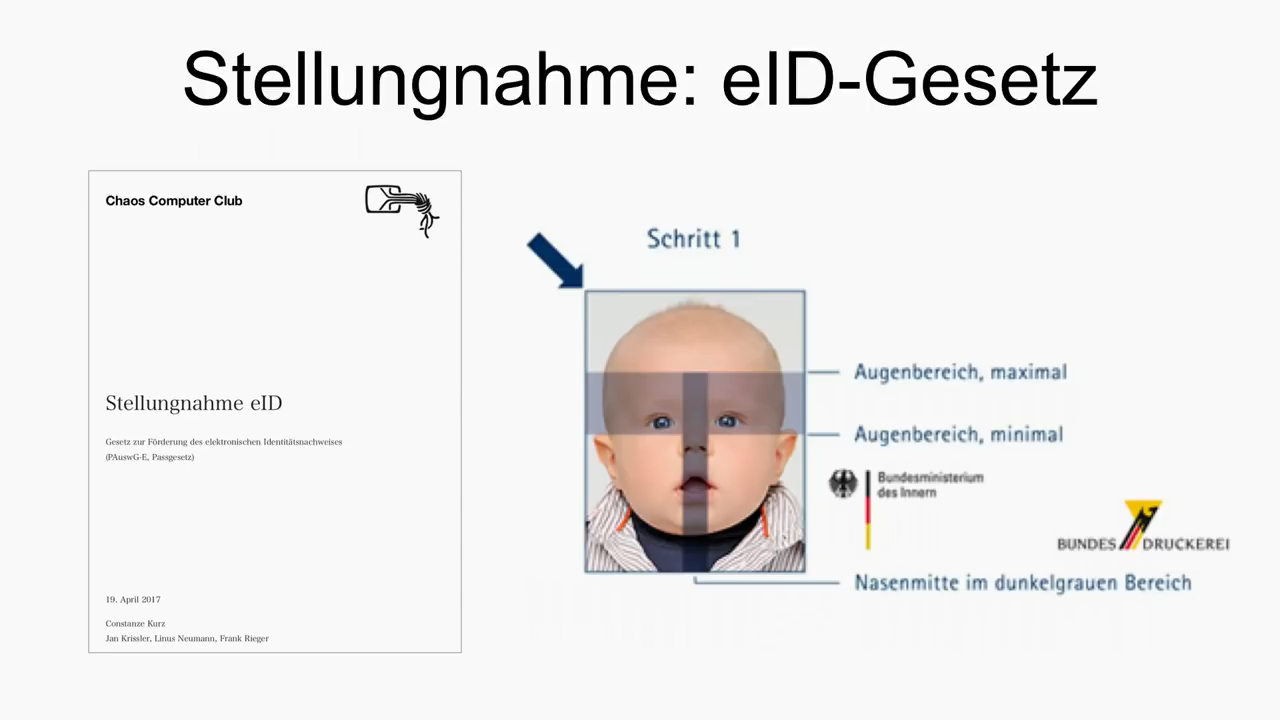 Stellungnahme: eID-Gesetz
Chaos Computer Club
Stellungnahme eID
Gesetz zur Förderung des elektronischen Identitätsnachweises
(PAuswG-E, Passgesetz)
19. April 2017
Constanze Kurz
Jan Krissler, Linus Neumann, Frank Rieger
Schritt 1
Augenbereich, maximal
Augenbereich, minimal
Bundesministerium
des Innern
BUNDESDRUCKEREI
Nasenmitte im dunkelgrauen Bereich